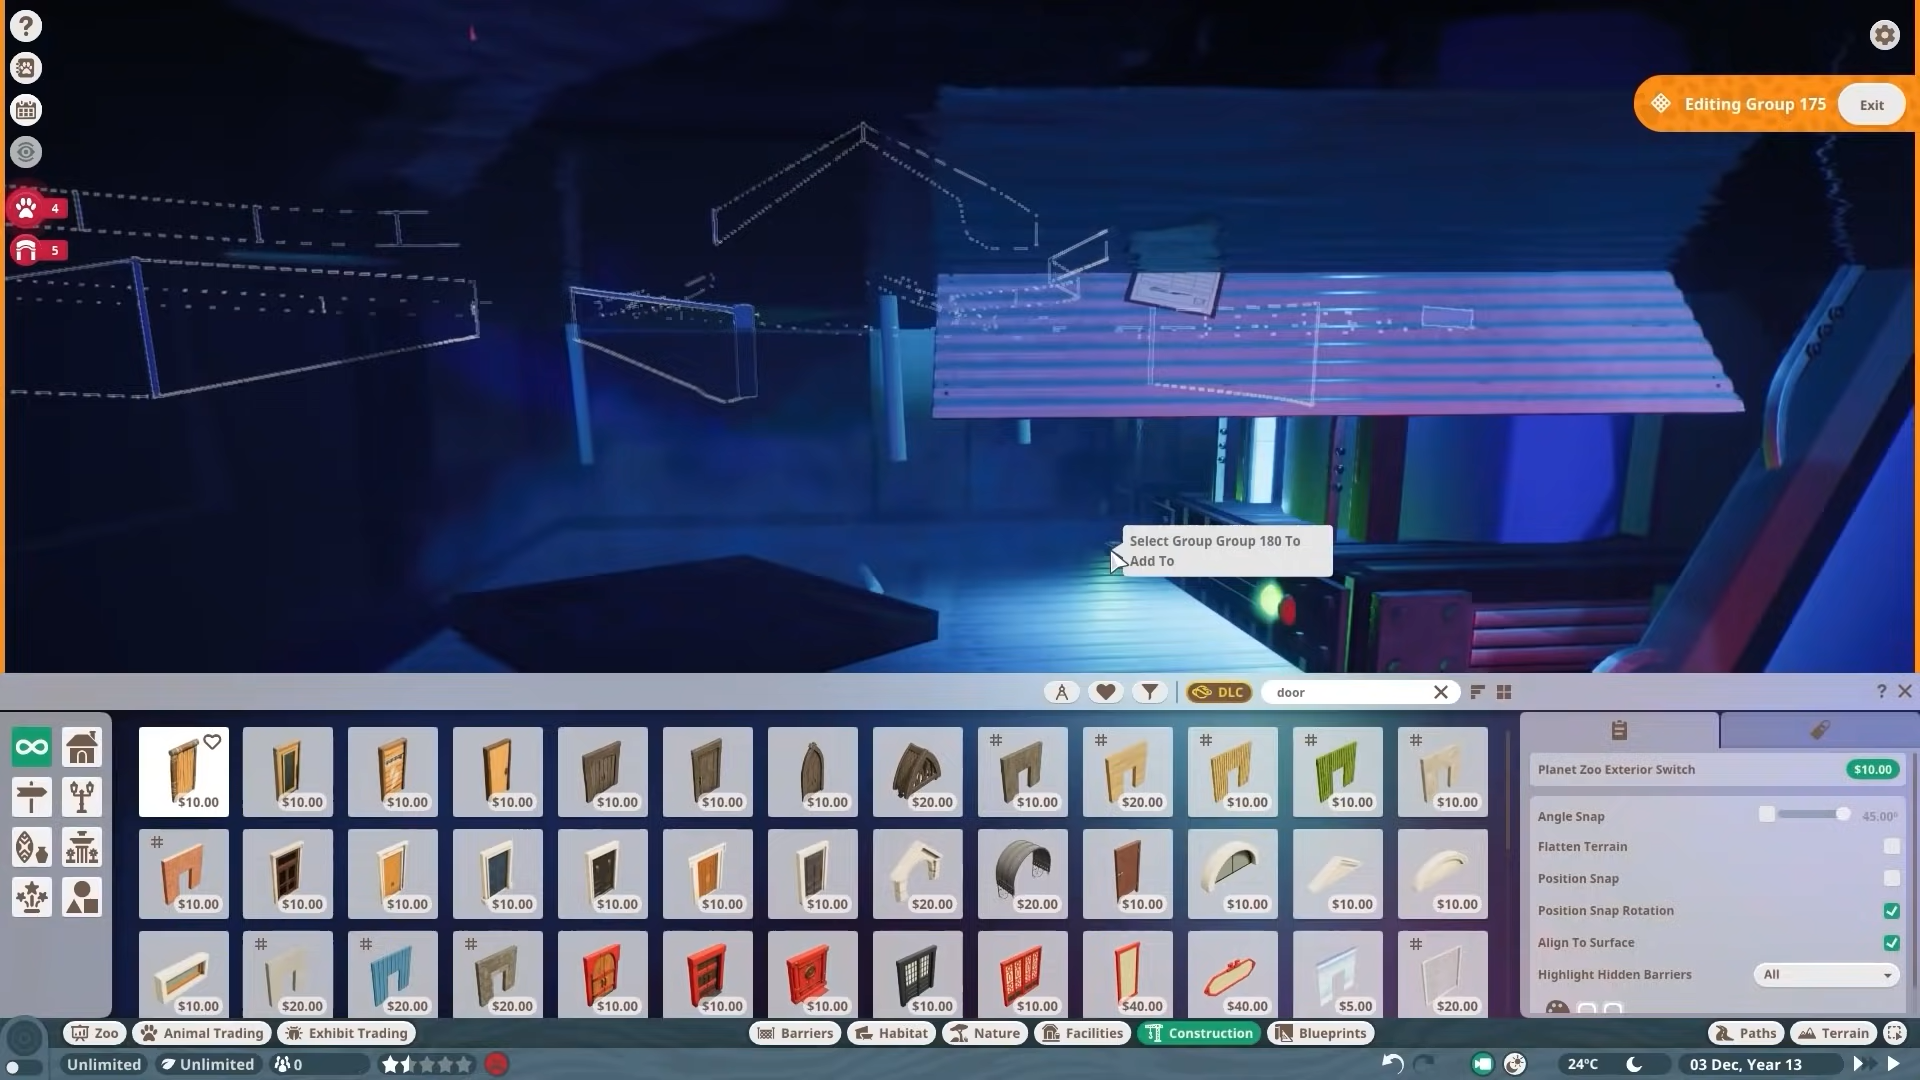 ?
Editing Group 175
Exit
4
5
Select Group Group 180 To
Add To
DLC
door
?
$10.00
$10.00
$10.00
$10.00
$10.00
$10.00
$10.00
$20.00
$10.00
$20.00
$10.00
$10.00
$10.00
$10.00
$10.00
$10.00
$10.00
$10.00
$10.00
$10.00
$20.00
$20.00
$10.00
$10.00
$10.00
$10.00
$10.00
$20.00
$20.00
$20.00
$10.00
$10.00
$10.00
$10.00
$10.00
$40.00
$40.00
$5.00
$20.00
Planet Zoo Exterior Switch
$10.00
Angle Snap
45.00°
Flatten Terrain
Position Snap
Position Snap Rotation
Align To Surface
Highlight Hidden Barriers
All
Zoo
Animal Trading
Exhibit Trading
Barriers
Habitat
Nature
Facilities
Construction
Blueprints
Paths
Terrain
Unlimited
Unlimited
0
24°C
03 Dec, Year 13